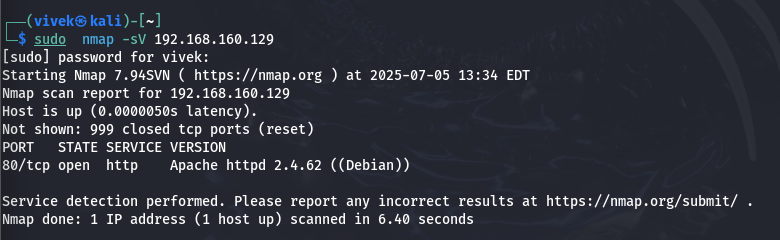 ┌──(vivek㉿kali)-[~]
└─$ sudo  nmap -sV 192.168.160.129
[sudo] password for vivek:
Starting Nmap 7.94SVN ( https://nmap.org ) at 2025-07-05 13:34 EDT
Nmap scan report for 192.168.160.129
Host is up (0.0000050s latency).
Not shown: 999 closed tcp ports (reset)
PORT   STATE SERVICE VERSION
80/tcp open  http    Apache httpd 2.4.62 ((Debian))

Service detection performed. Please report any incorrect results at https://nmap.org/submit/ .
Nmap done: 1 IP address (1 host up) scanned in 6.40 seconds